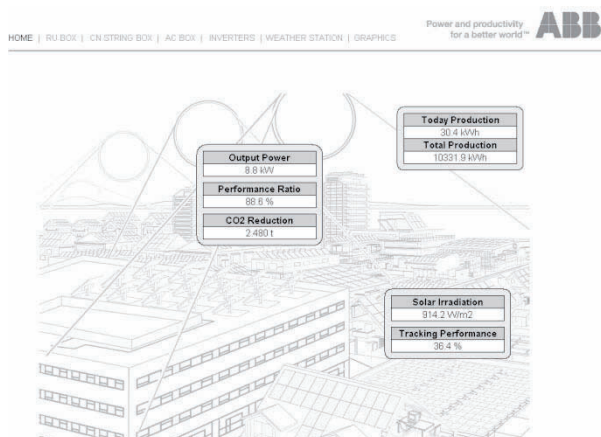 Power and productivity
for a better world™
ABB
HOME | RU BOX | CN STRING BOX | AC BOX | INVERTERS | WEATHER STATION | GRAPHICS
Today Production
30.4 kWh
Total Production
10331.9 kWh
Output Power
8.8 kW
Performance Ratio
88.6 %
CO2 Reduction
2.480 t
Solar Irradiation
914.2 W/m2
Tracking Performance
36.4 %